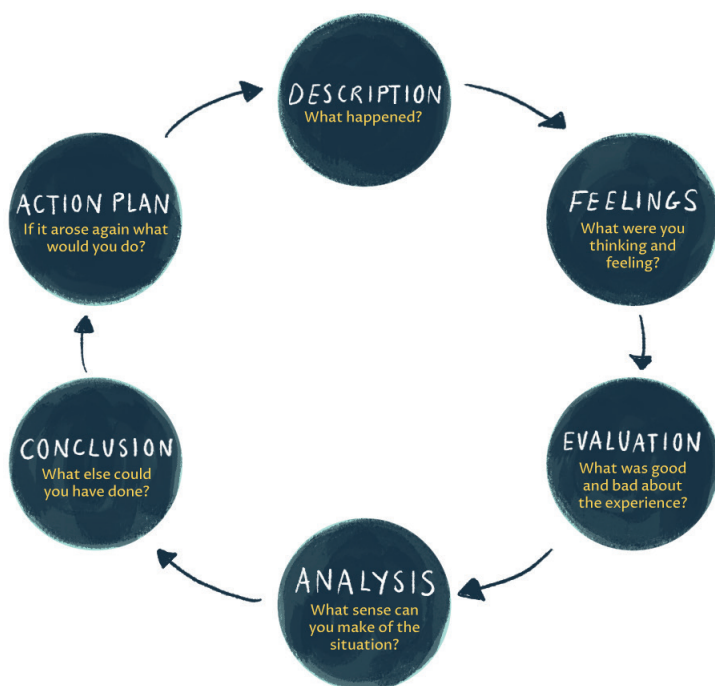 DESCRIPTION
What happened?
FEELINGS
What were you
thinking and
feeling?
EVALUATION
What was good
and bad about
the experience?
ANALYSIS
What sense can
you make of the
situation?
CONCLUSION
What else could
you have done?
ACTION PLAN
If it arose again what
would you do?